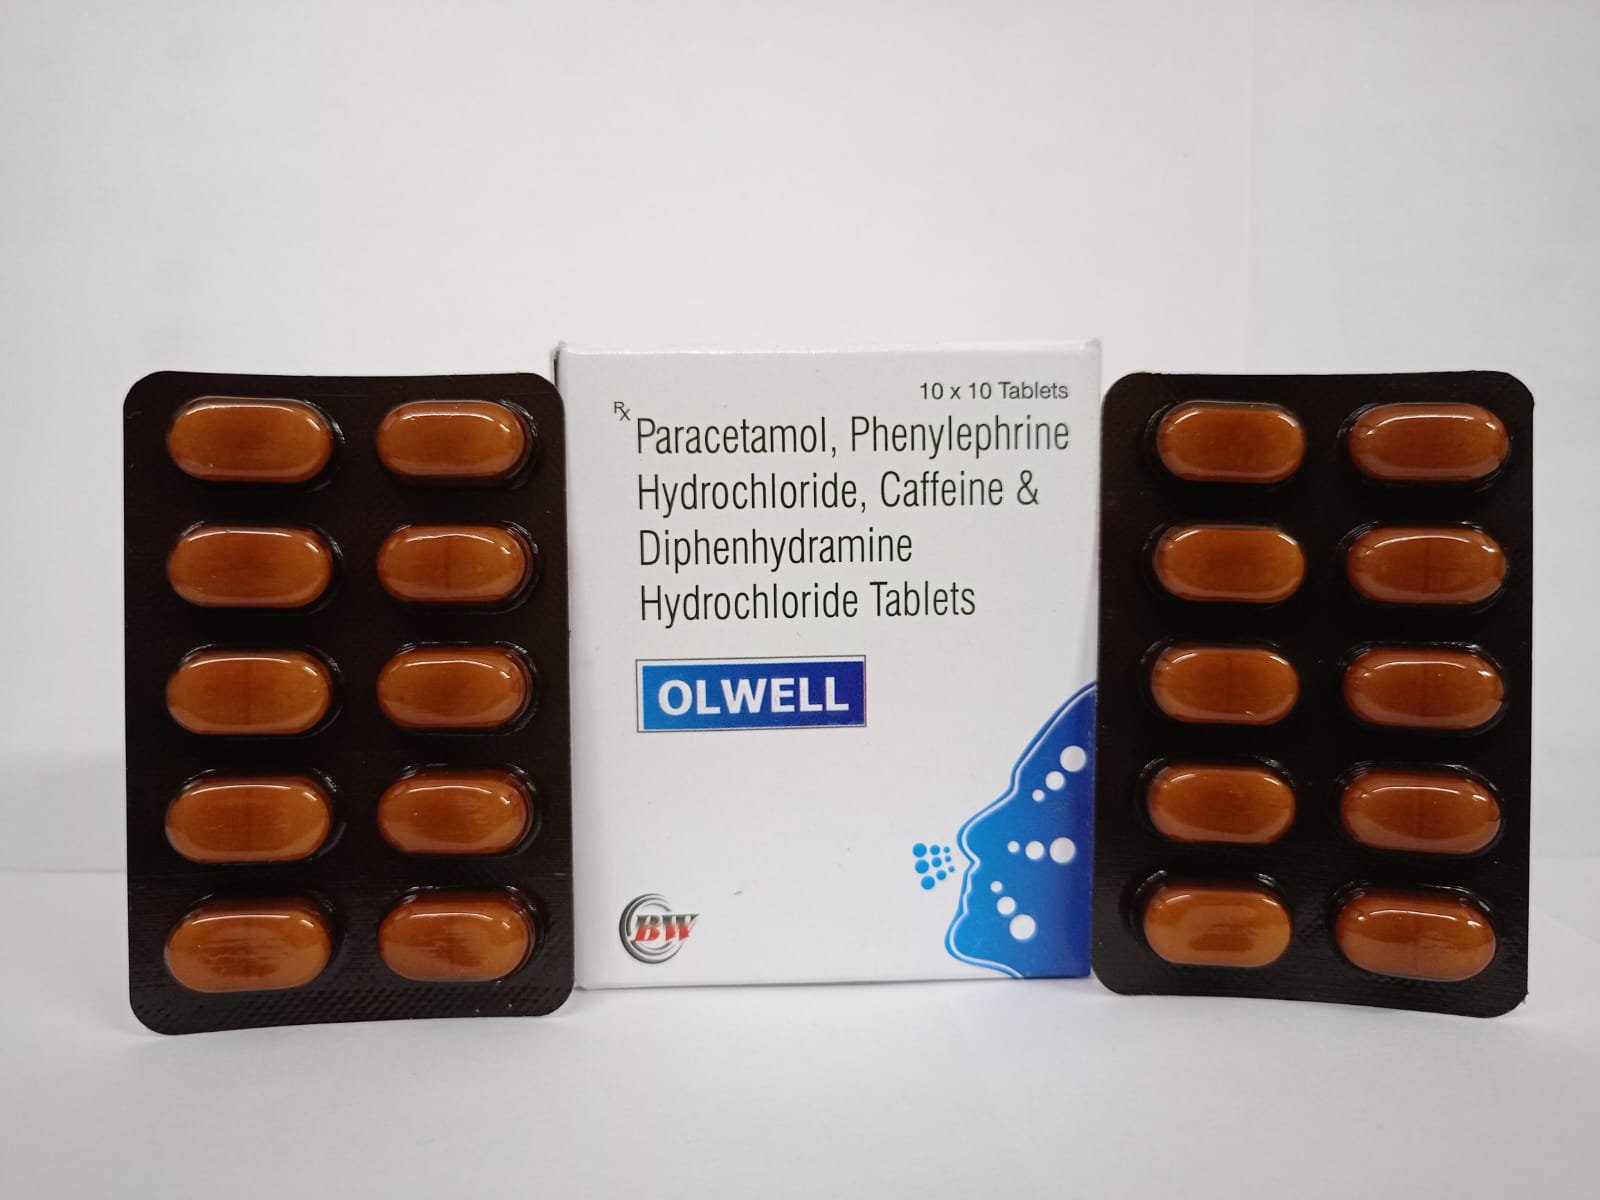 10 x 10 Tablets
Rx
Paracetamol, Phenylephrine
Hydrochloride, Caffeine &
Diphenhydramine
Hydrochloride Tablets
OLWELL
BW